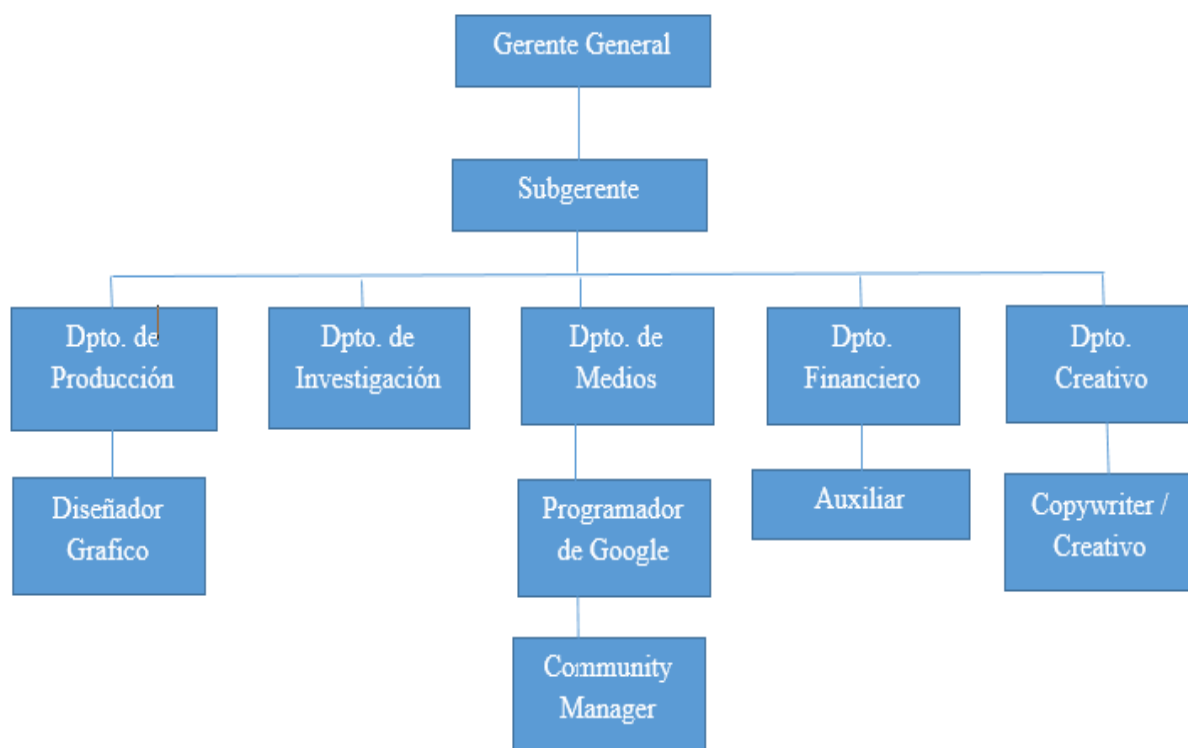 Gerente General
Subgerente
Dpto. de
Producción
Dpto. de
Investigación
Dpto. de
Medios
Dpto.
Financiero
Dpto.
Creativo
Diseñador
Grafico
Programador
de Google
Auxiliar
Copywriter /
Creativo
Community
Manager